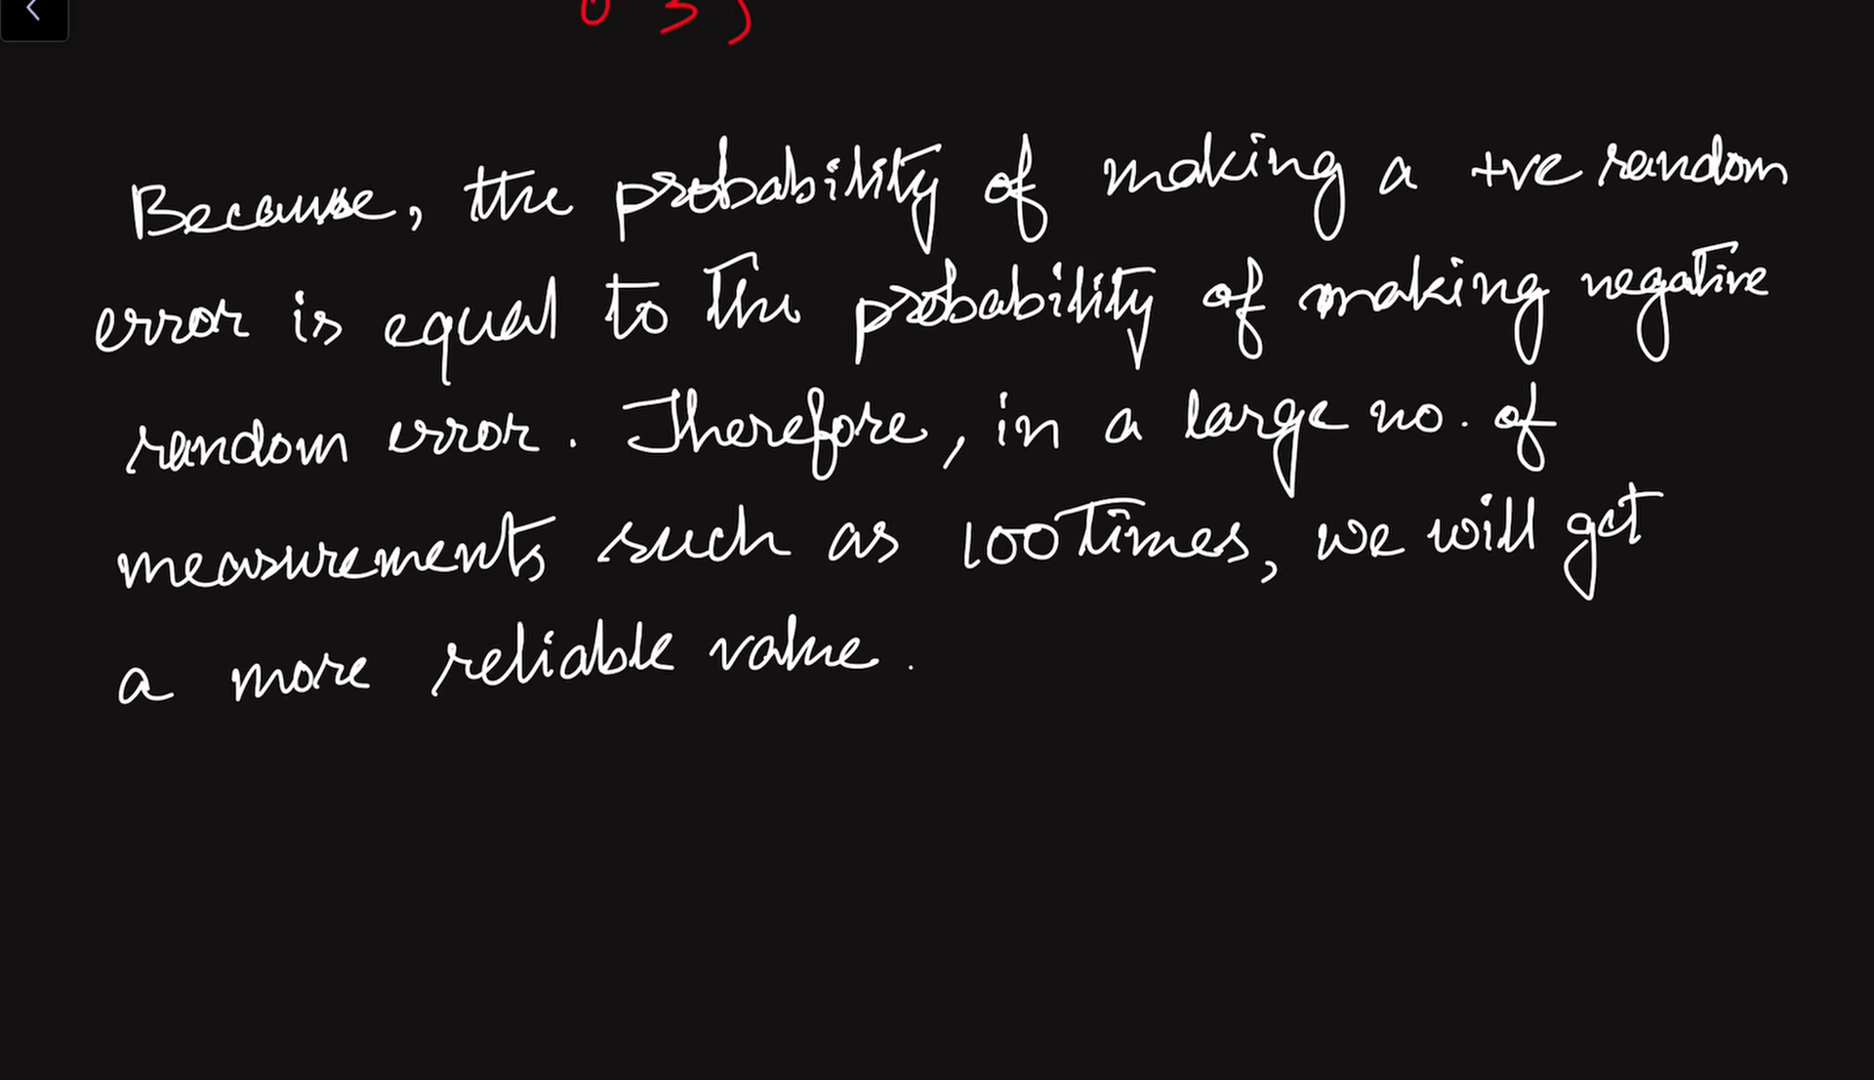 Because, the probability of making a +ve random
error is equal to the probability of making negative
random error. Therefore, in a large no. of
measurements such as 100 times, we will get
a more reliable value.